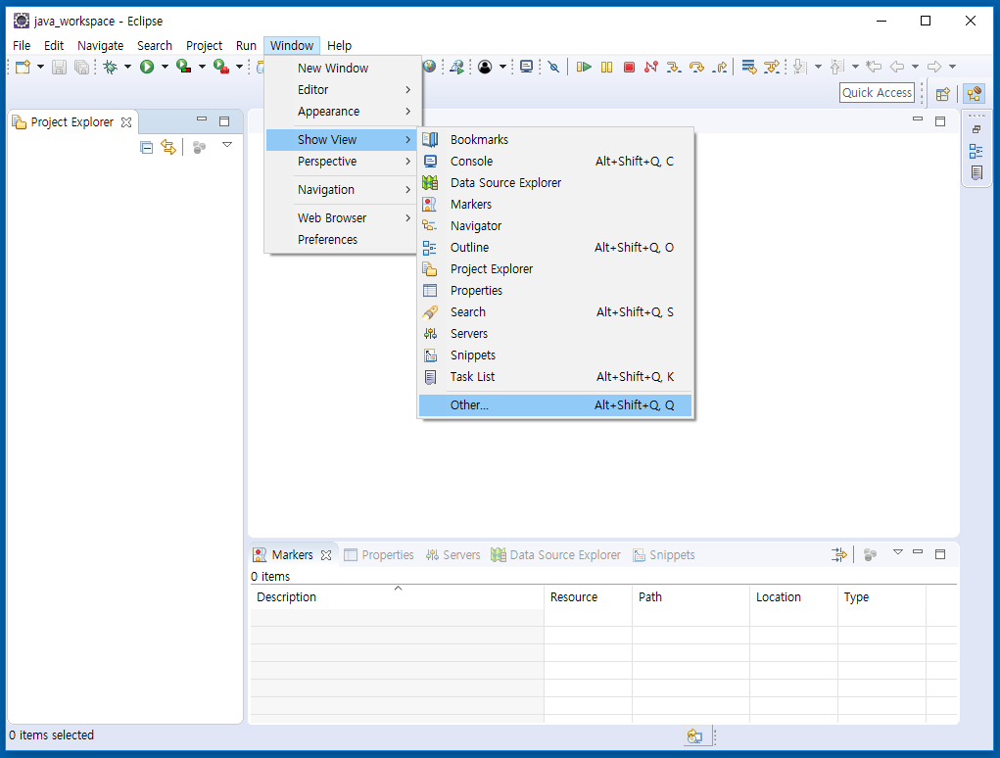 java_workspace - Eclipse
File Edit Navigate Search Project Run Window Help
New Window
Editor
Appearance
Show View
Perspective
Navigation
Web Browser
Preferences
Quick Access
Project Explorer
Bookmarks
Console Alt+Shift+Q, C
Data Source Explorer
Markers
Navigator
Outline Alt+Shift+Q, O
Project Explorer
Properties
Search Alt+Shift+Q, S
Servers
Snippets
Task List Alt+Shift+Q, K
Other... Alt+Shift+Q, Q
Markers Properties Servers Data Source Explorer Snippets
0 items
Description Resource Path Location Type
0 items selected